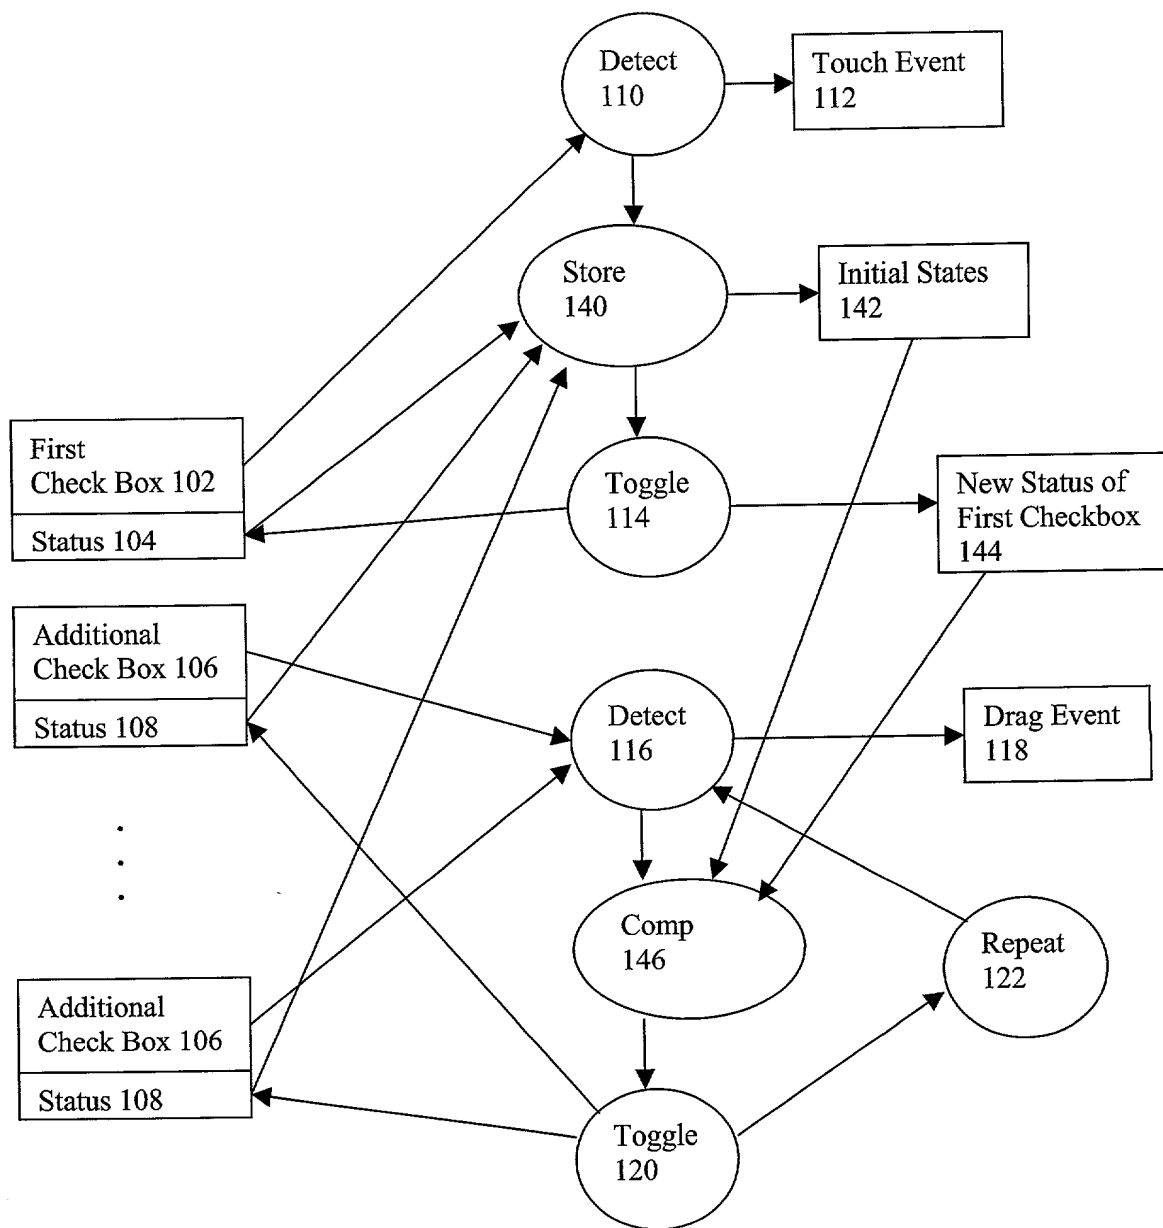 Detect
110
Touch Event
112
Store
140
Initial States
142
First
Check Box 102
Status 104
Toggle
114
New Status of
First Checkbox
144
Additional
Check Box 106
Status 108
Detect
116
Drag Event
118
Comp
146
Repeat
122
Additional
Check Box 106
Status 108
Toggle
120